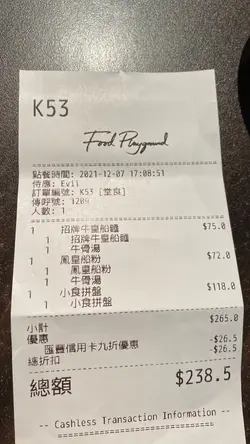 K53
Food Playground
點餐時間: 2021-12-07 17:08:51
侍應: Evil
訂單編號: K53 [堂食]
傳呼號: 1209
人數: 1
1 招牌牛皇船麵 $75.0
1 招牌牛皇船麵
1 牛骨湯
1 鳳皇船粉 $72.0
1 鳳皇船粉
1 牛骨湯
1 小食拼盤 $118.0
1 小食拼盤
小計 $265.0
優惠 -$26.5
匯豐信用卡九折優惠 -$26.5
總折扣
總額 $238.5
-- Cashless Transaction Information --